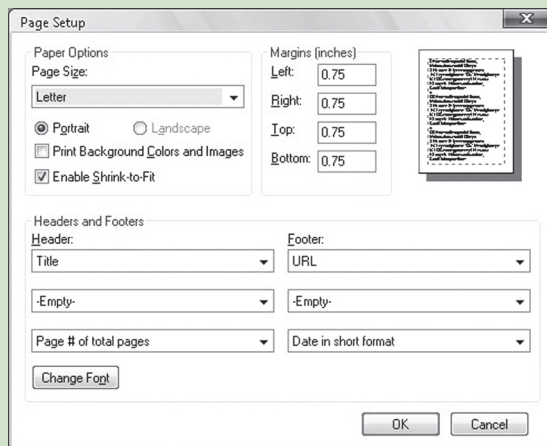 Page Setup
Paper Options
Page Size:
Letter
Portrait
Landscape
Print Background Colors and Images
Enable Shrink-to-Fit
Margins (inches)
Left: 0.75
Right: 0.75
Top: 0.75
Bottom: 0.75
Headers and Footers
Header:
Title
-Empty-
Page # of total pages
Footer:
URL
-Empty-
Date in short format
Change Font
OK
Cancel